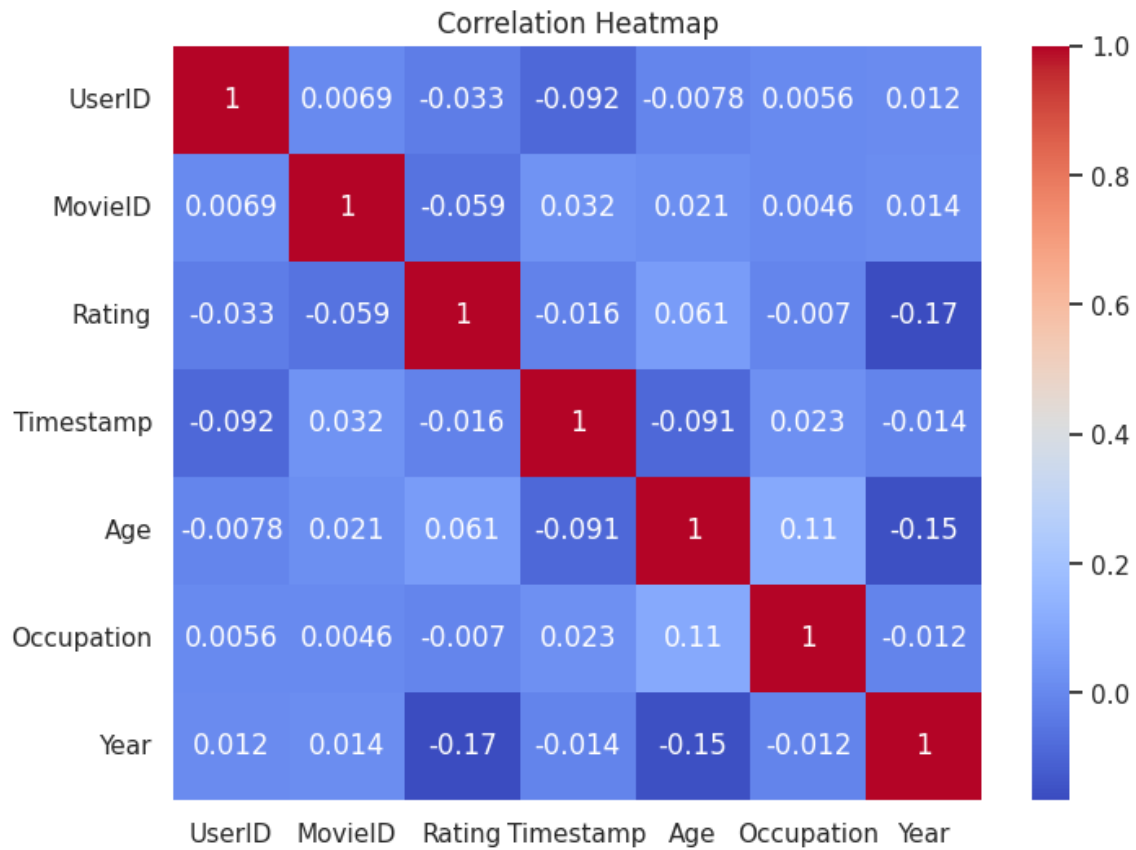 Correlation Heatmap
UserID 1 0.0069 -0.033 -0.092 -0.0078 0.0056 0.012
MovieID 0.0069 1 -0.059 0.032 0.021 0.0046 0.014
Rating -0.033 -0.059 1 -0.016 0.061 -0.007 -0.17
Timestamp -0.092 0.032 -0.016 1 -0.091 0.023 -0.014
Age -0.0078 0.021 0.061 -0.091 1 0.11 -0.15
Occupation 0.0056 0.0046 -0.007 0.023 0.11 1 -0.012
Year 0.012 0.014 -0.17 -0.014 -0.15 -0.012 1
UserID MovieID Rating Timestamp Age Occupation Year
1.0
0.8
0.6
0.4
0.2
0.0